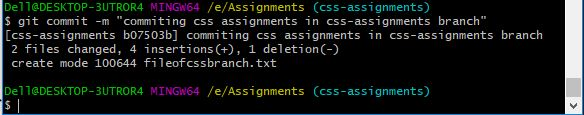 Dell@DESKTOP-3UTROR4 MINGW64 /e/Assignments (css-assignments)
$ git commit -m "commiting css assignments in css-assignments branch"
[css-assignments b07503b] commiting css assignments in css-assignments branch
 2 files changed, 4 insertions(+), 1 deletion(-)
 create mode 100644 fileofcssbranch.txt
Dell@DESKTOP-3UTROR4 MINGW64 /e/Assignments (css-assignments)
$